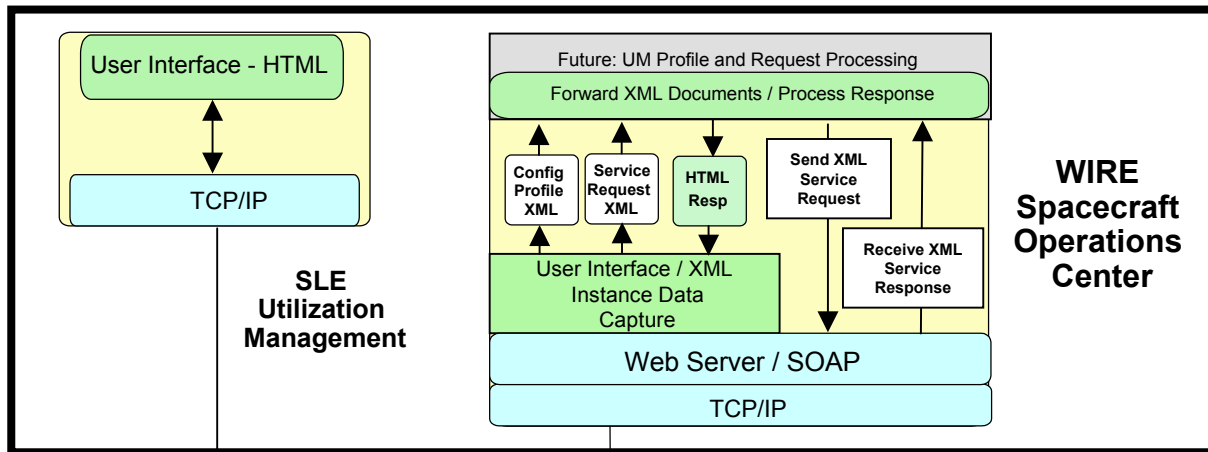 User Interface - HTML
TCP/IP
SLE
Utilization
Management
Future: UM Profile and Request Processing
Forward XML Documents / Process Response
Config
Profile
XML
Service
Request
XML
HTML
Resp
Send XML
Service
Request
Receive XML
Service
Response
User Interface / XML
Instance Data
Capture
Web Server / SOAP
TCP/IP
WIRE
Spacecraft
Operations
Center